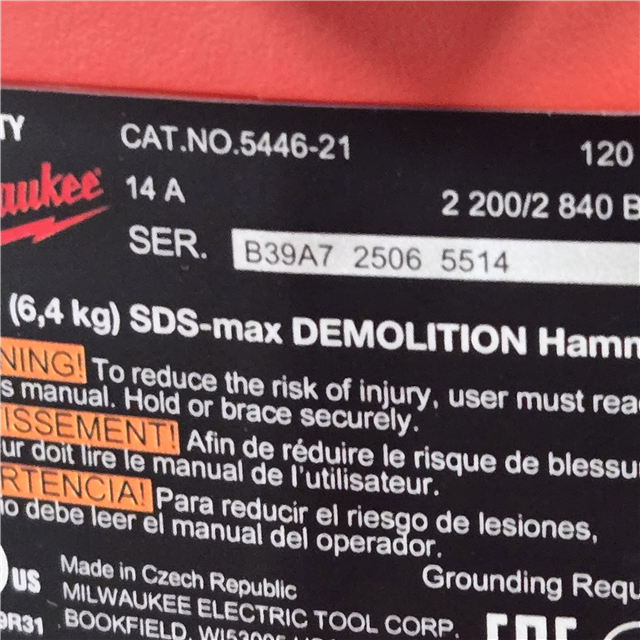 TY
CAT.NO.5446-21
120
aukee
14 A
2 200/2 840 B
SER. B39A7 2506 5514
(6,4 kg) SDS-max DEMOLITION Hamm
NING! To reduce the risk of injury, user must rea
s manual. Hold or brace securely.
ISSEMENT! Afin de réduire le risque de blessu
ur doit lire le manual de l'utilisateur.
RTENCIA! Para reducir el riesgo de lesiones,
io debe leer el manual del operador.
US
Made in Czech Republic
Grounding Requ
MILWAUKEE ELECTRIC TOOL CORP.
9R31
BOOKFIELD, WI53005